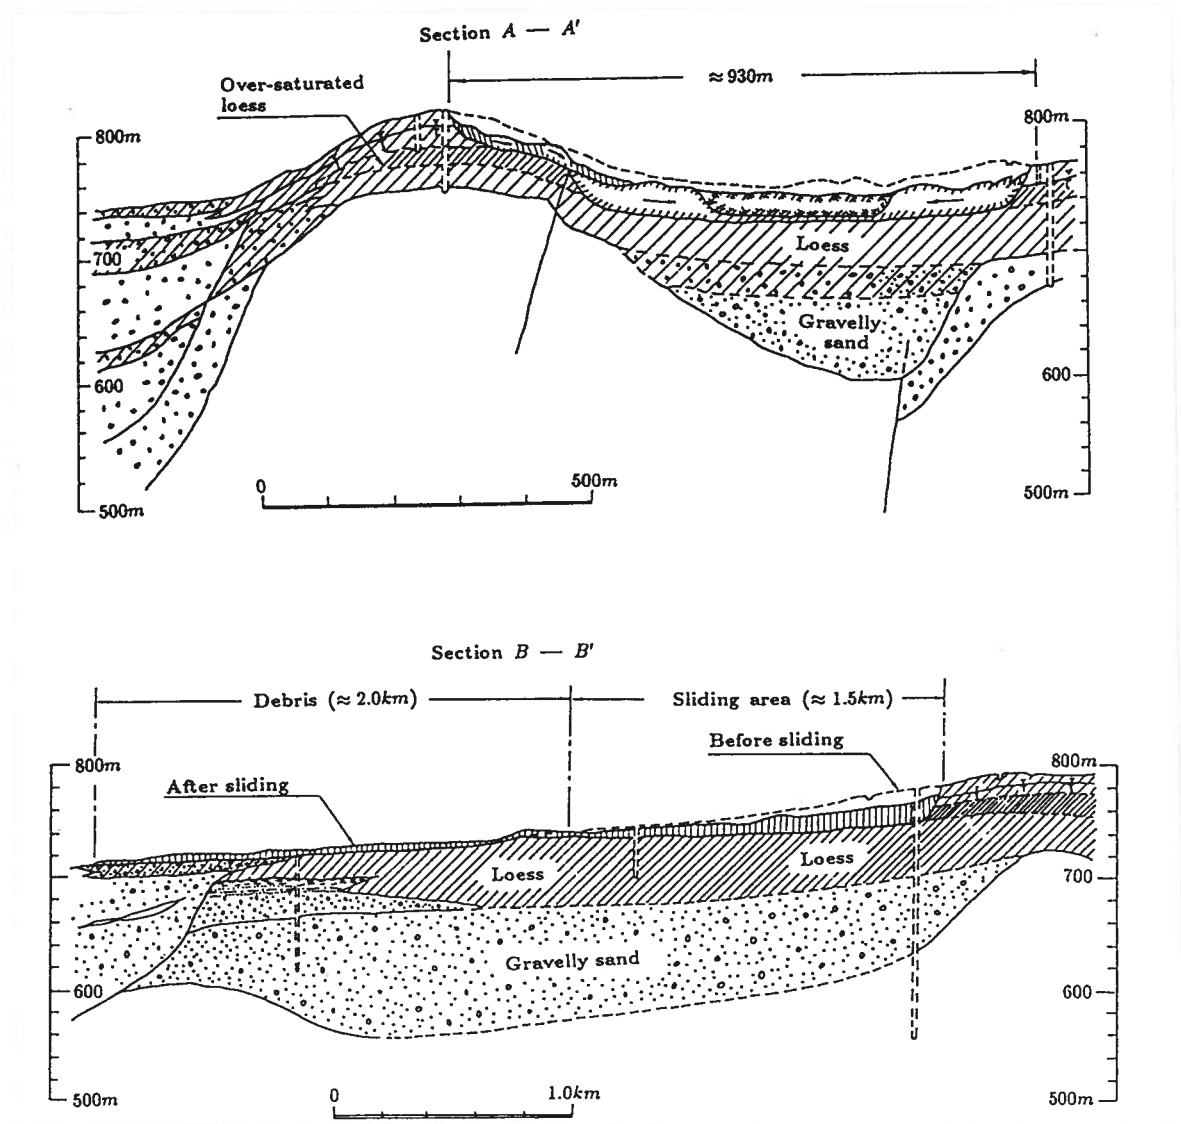 Section A — A'
≈ 930m
Over-saturated
loess
800m
800m
700
Loess
Gravelly
sand
600
600
500m
500m
0
500m
Section B — B'
Debris (≈ 2.0km)
Sliding area (≈ 1.5km)
Before sliding
800m
800m
After sliding
Loess
Loess
700
Gravelly sand
600
600
500m
500m
0
1.0km